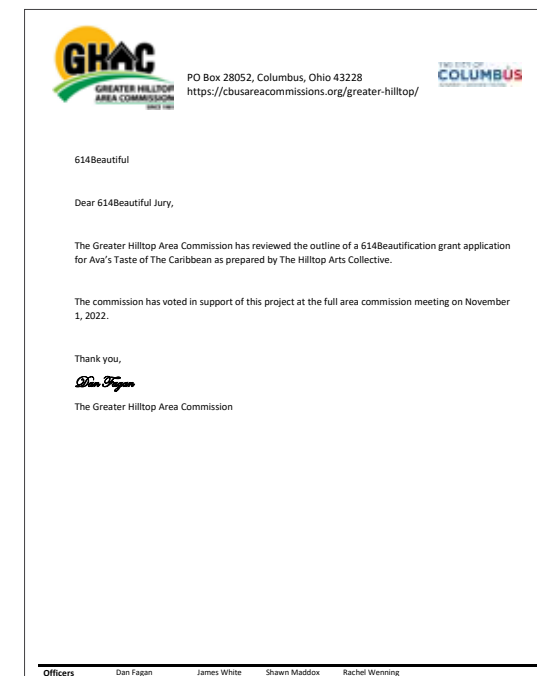 GHAC
GREATER HILLTOP
AREA COMMISSION
PO Box 28052, Columbus, Ohio 43228
https://cbusareacommissions.org/greater-hilltop/
THE CITY OF
COLUMBUS
614Beautiful
Dear 614Beautiful Jury,
The Greater Hilltop Area Commission has reviewed the outline of a 614Beautification grant application
for Ava’s Taste of The Caribbean as prepared by The Hilltop Arts Collective.
The commission has voted in support of this project at the full area commission meeting on November
1, 2022.
Thank you,
Dan Fagan
The Greater Hilltop Area Commission
Officers Dan Fagan James White Shawn Maddox Rachel Wenning